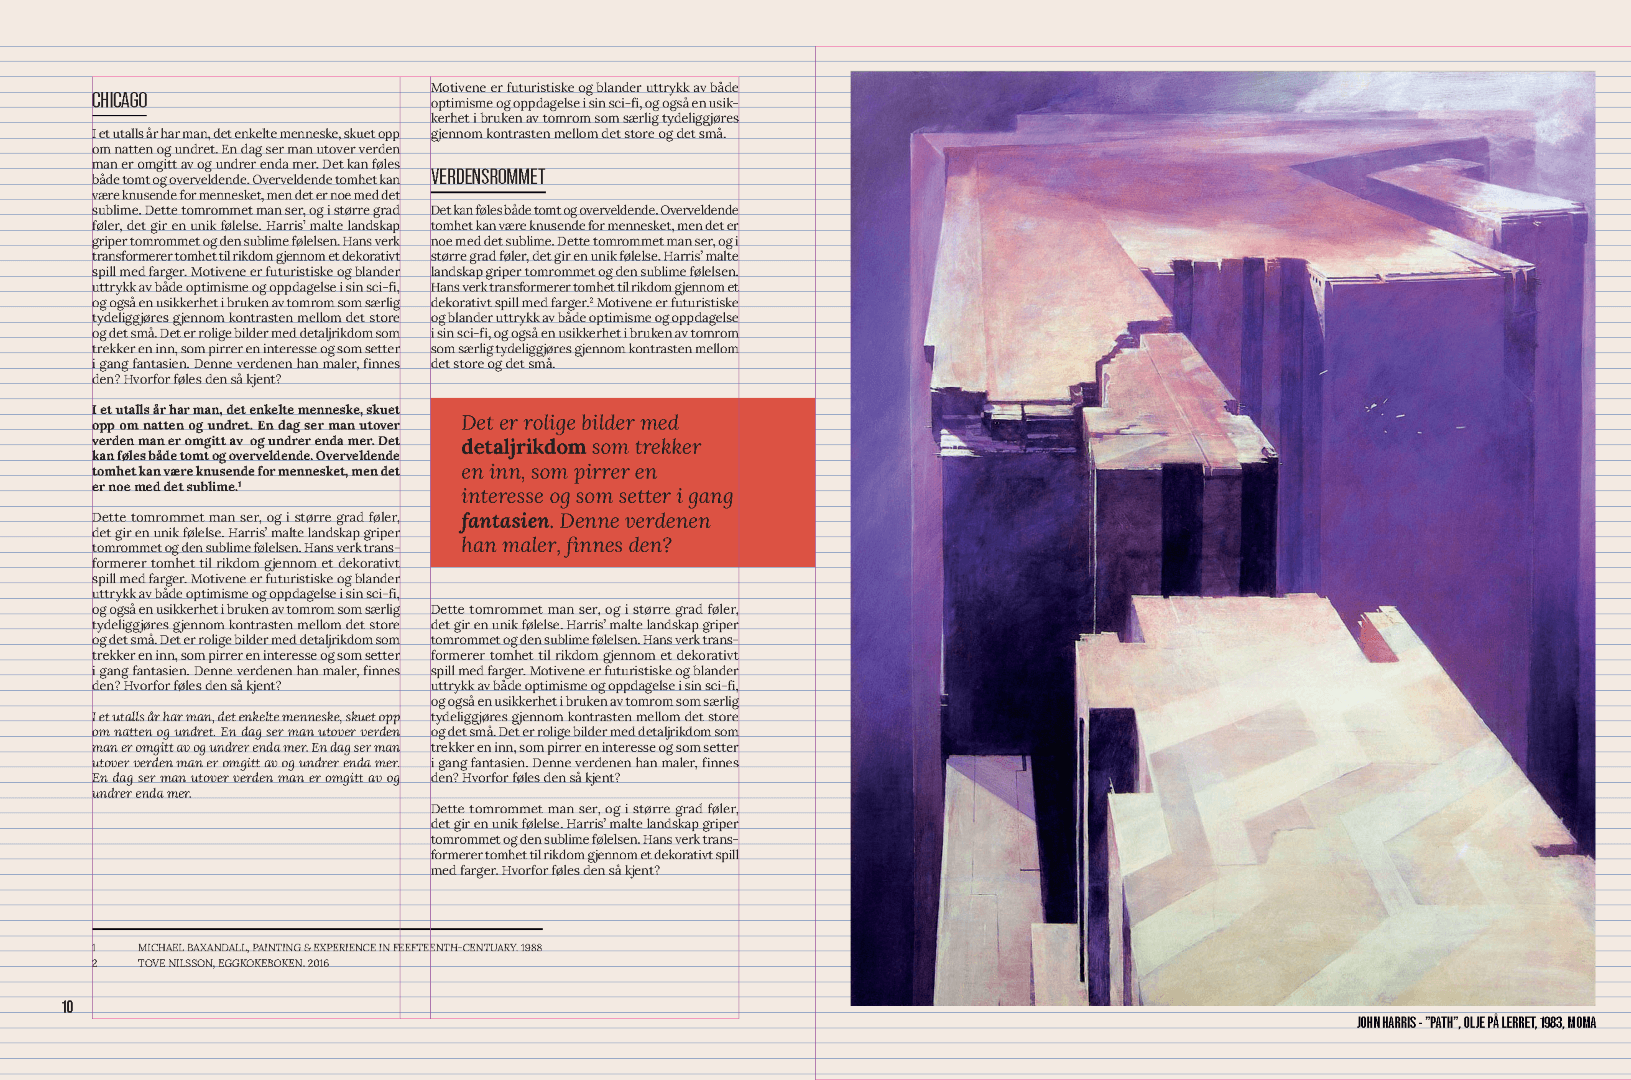 CHICAGO
I et utalls år har man, det enkelte menneske, skuet opp
om natten og undret. En dag ser man utover verden
man er omgitt av og undrer enda mer. Det kan føles
både tomt og overveldende. Overveldende tomhet kan
være knusende for mennesket, men det er noe med det
sublime. Dette tomrommet man ser, og i større grad
føler, det gir en unik følelse. Harris’ malte landskap
griper tomrommet og den sublime følelsen. Hans verk
transformerer tomhet til rikdom gjennom et dekorativt
spill med farger. Motivene er futuristiske og blander
uttrykk av både optimisme og oppdagelse i sin sci-fi,
og også en usikkerhet i bruken av tomrom som særlig
tydeliggjøres gjennom kontrasten mellom det store
og det små. Det er rolige bilder med detaljrikdom som
trekker en inn, som pirrer en interesse og som setter
i gang fantasien. Denne verdenen han maler, finnes
den? Hvorfor føles den så kjent?
I et utalls år har man, det enkelte menneske, skuet
opp om natten og undret. En dag ser man utover
verden man er omgitt av og undrer enda mer. Det
kan føles både tomt og overveldende. Overveldende
tomhet kan være knusende for mennesket, men det
er noe med det sublime.¹
Dette tomrommet man ser, og i større grad føler,
det gir en unik følelse. Harris’ malte landskap griper
tomrommet og den sublime følelsen. Hans verk trans-
formerer tomhet til rikdom gjennom et dekorativt
spill med farger. Motivene er futuristiske og blander
uttrykk av både optimisme og oppdagelse i sin sci-fi,
og også en usikkerhet i bruken av tomrom som særlig
tydeliggjøres gjennom kontrasten mellom det store
og det små. Det er rolige bilder med detaljrikdom som
trekker en inn, som pirrer en interesse og som setter
i gang fantasien. Denne verdenen han maler, finnes
den? Hvorfor føles den så kjent?
I et utalls år har man, det enkelte menneske, skuet opp
om natten og undret. En dag ser man utover verden
man er omgitt av og undrer enda mer. En dag ser man
utover verden man er omgitt av og undrer enda mer.
En dag ser man utover verden man er omgitt av og
undrer enda mer.
Motivene er futuristiske og blander uttrykk av både
optimisme og oppdagelse i sin sci-fi, og også en usik-
kerhet i bruken av tomrom som særlig tydeliggjøres
gjennom kontrasten mellom det store og det små.
VERDENSROMMET
Det kan føles både tomt og overveldende. Overveldende
tomhet kan være knusende for mennesket, men det er
noe med det sublime. Dette tomrommet man ser, og i
større grad føler, det gir en unik følelse. Harris’ malte
landskap griper tomrommet og den sublime følelsen.
Hans verk transformerer tomhet til rikdom gjennom et
dekorativt spill med farger.² Motivene er futuristiske
og blander uttrykk av både optimisme og oppdagelse
i sin sci-fi, og også en usikkerhet i bruken av tomrom
som særlig tydeliggjøres gjennom kontrasten mellom
det store og det små.
Det er rolige bilder med
detaljrikdom som trekker
en inn, som pirrer en
interesse og som setter i gang
fantasien. Denne verdenen
han maler, finnes den?
Dette tomrommet man ser, og i større grad føler,
det gir en unik følelse. Harris’ malte landskap griper
tomrommet og den sublime følelsen. Hans verk trans-
formerer tomhet til rikdom gjennom et dekorativt
spill med farger. Motivene er futuristiske og blander
uttrykk av både optimisme og oppdagelse i sin sci-fi,
og også en usikkerhet i bruken av tomrom som særlig
tydeliggjøres gjennom kontrasten mellom det store
og det små. Det er rolige bilder med detaljrikdom som
trekker en inn, som pirrer en interesse og som setter
i gang fantasien. Denne verdenen han maler, finnes
den? Hvorfor føles den så kjent?
Dette tomrommet man ser, og i større grad føler,
det gir en unik følelse. Harris’ malte landskap griper
tomrommet og den sublime følelsen. Hans verk trans-
formerer tomhet til rikdom gjennom et dekorativt spill
med farger. Hvorfor føles den så kjent?
1 MICHAEL BAXANDALL, PAINTING & EXPERIENCE IN FEEFTEENTH-CENTUARY. 1988
2 TOVE NILSSON, EGGKOKEBOKEN. 2016
10
JOHN HARRIS - ”PATH”, OLJE PÅ LERRET, 1983, MOMA